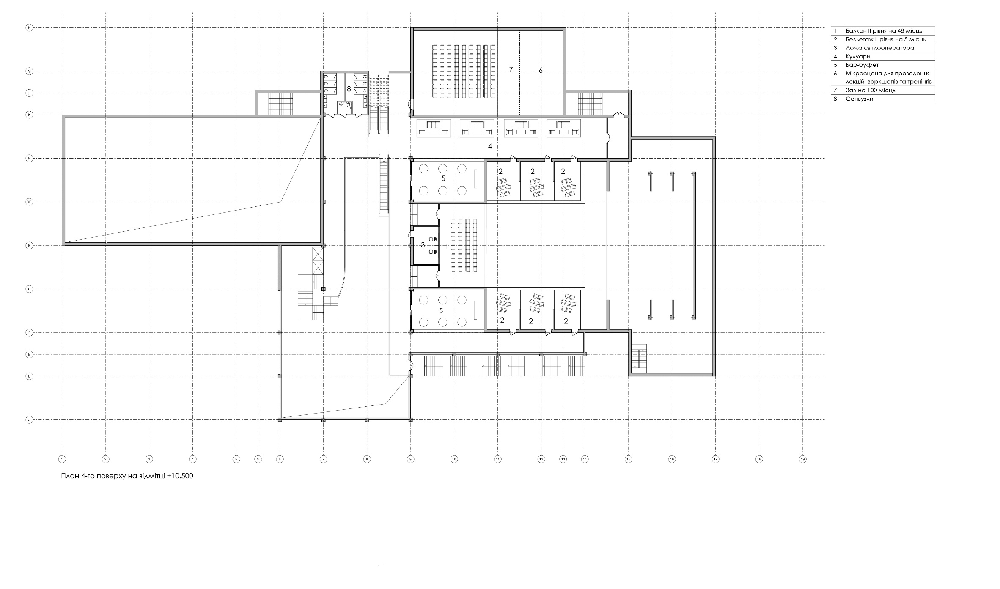 Н
М
Л
К
И
Ж
Е
Д
Г
В
Б
А
1 Балкон II рівня на 48 місць
2 Бельетаж II рівня на 5 місць
3 Ложа світлооператора
4 Кулуари
5 Бар-буфет
6 Мікросцена для проведення
лекцій, воркшопів та тренінгів
7 Зал на 100 місць
8 Санвузли
7 6
8
4
2 2 2
5
3 1
5
2 2 2
1 2 3 4 5 5' 6 7 8 9 10 11 12 13 14 15 16 17 18 19
План 4-го поверху на відмітці +10.500